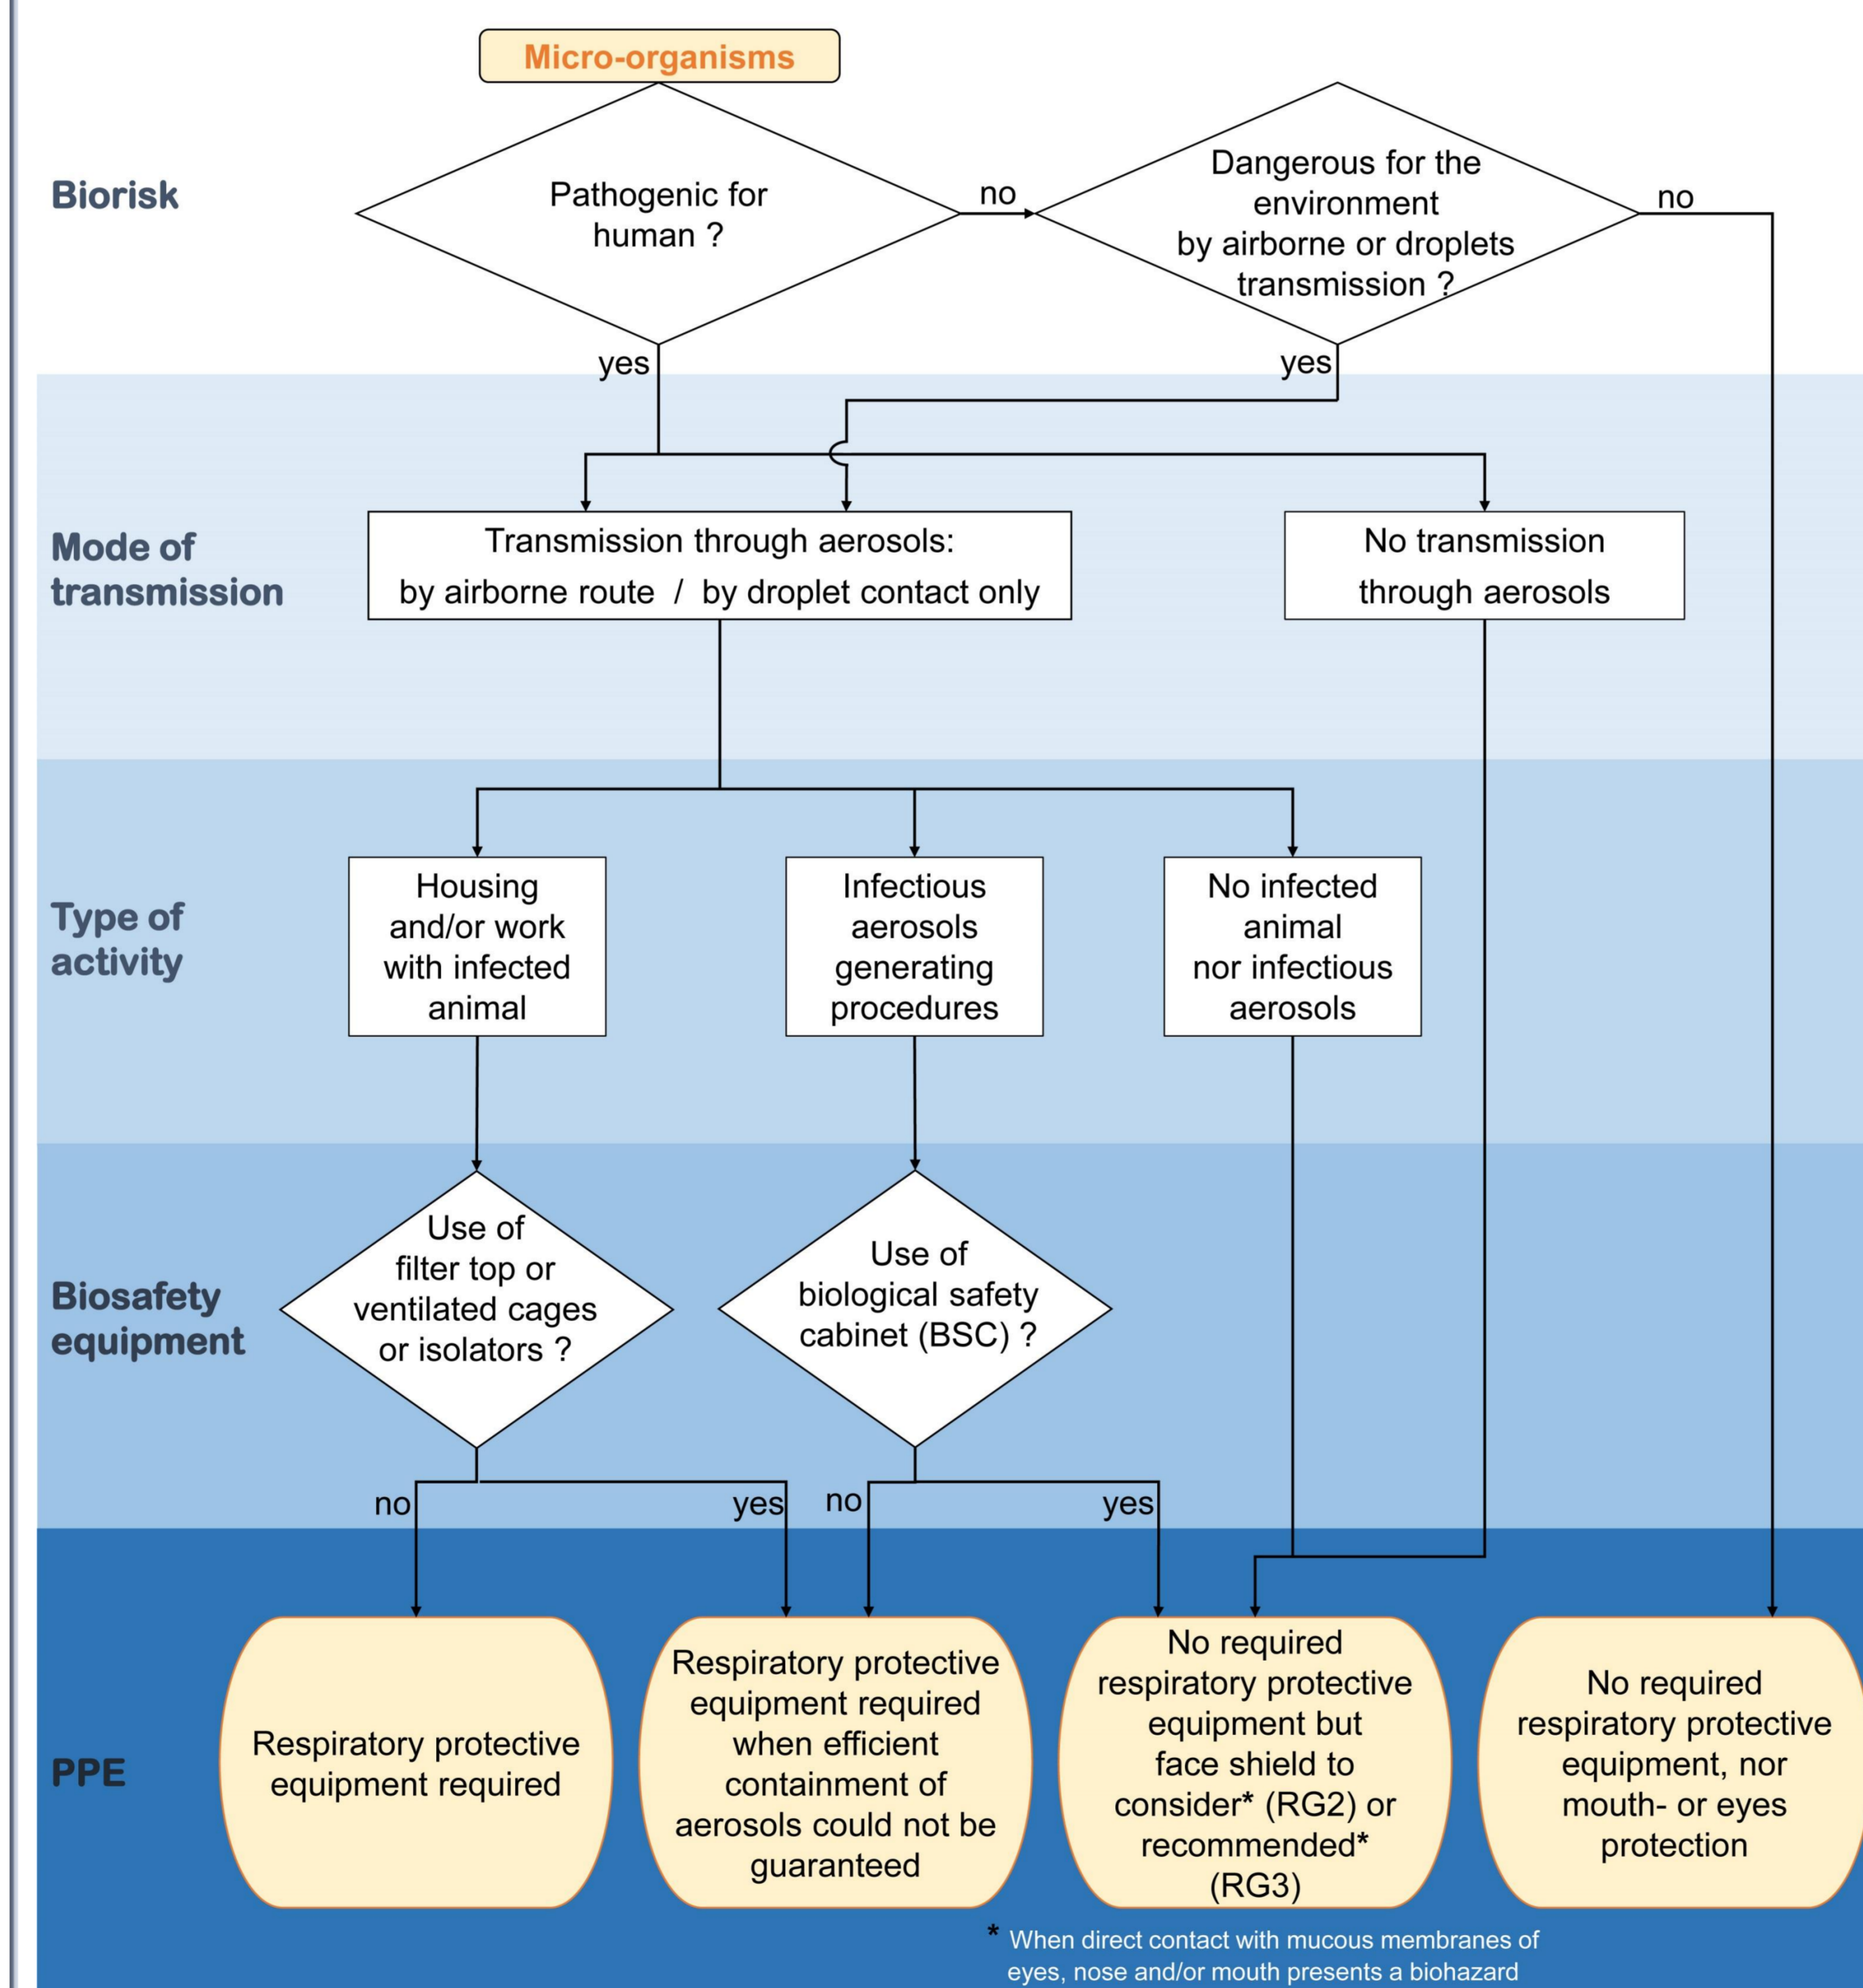 Micro-organisms
Biorisk
Pathogenic for
human ?
no
Dangerous for the
environment
by airborne or droplets
transmission ?
no
yes
yes
Mode of
transmission
Transmission through aerosols:
by airborne route / by droplet contact only
No transmission
through aerosols
Type of
activity
Housing
and/or work
with infected
animal
Infectious
aerosols
generating
procedures
No infected
animal
nor infectious
aerosols
Biosafety
equipment
Use of
filter top or
ventilated cages
or isolators ?
Use of
biological safety
cabinet (BSC) ?
no
yes
no
yes
PPE
Respiratory protective
equipment required
Respiratory protective
equipment required
when efficient
containment of
aerosols could not be
guaranteed
No required
respiratory protective
equipment but
face shield to
consider* (RG2) or
recommended*
(RG3)
No required
respiratory protective
equipment, nor
mouth- or eyes
protection
* When direct contact with mucous membranes of
eyes, nose and/or mouth presents a biohazard